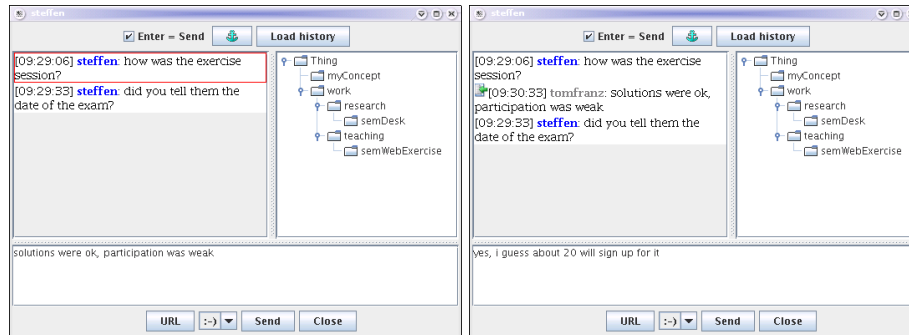 steffen
Enter = Send
Load history
[09:29:06] steffen: how was the exercise
session?
[09:29:33] steffen: did you tell them the
date of the exam?
Thing
myConcept
work
research
semDesk
teaching
semWebExercise
solutions were ok, participation was weak
URL :-) Send Close
steffen
Enter = Send
Load history
[09:29:06] steffen: how was the exercise
session?
[09:30:33] tomfranz: solutions were ok,
participation was weak
[09:29:33] steffen: did you tell them the
date of the exam?
Thing
myConcept
work
research
semDesk
teaching
semWebExercise
yes, i guess about 20 will sign up for it
URL :-) Send Close